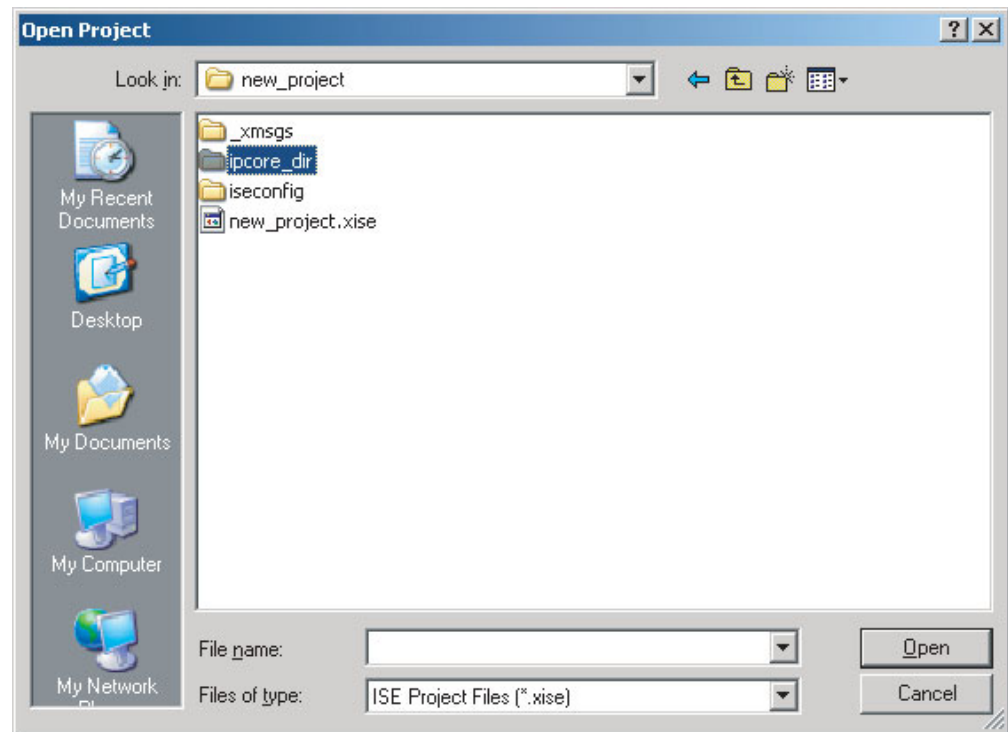 Open Project
Look in: new_project
_xmsgs
ipcore_dir
iseconfig
new_project.xise
My Recent
Documents
Desktop
My Documents
My Computer
My Network
File name:
Open
Files of type: ISE Project Files (*.xise)
Cancel